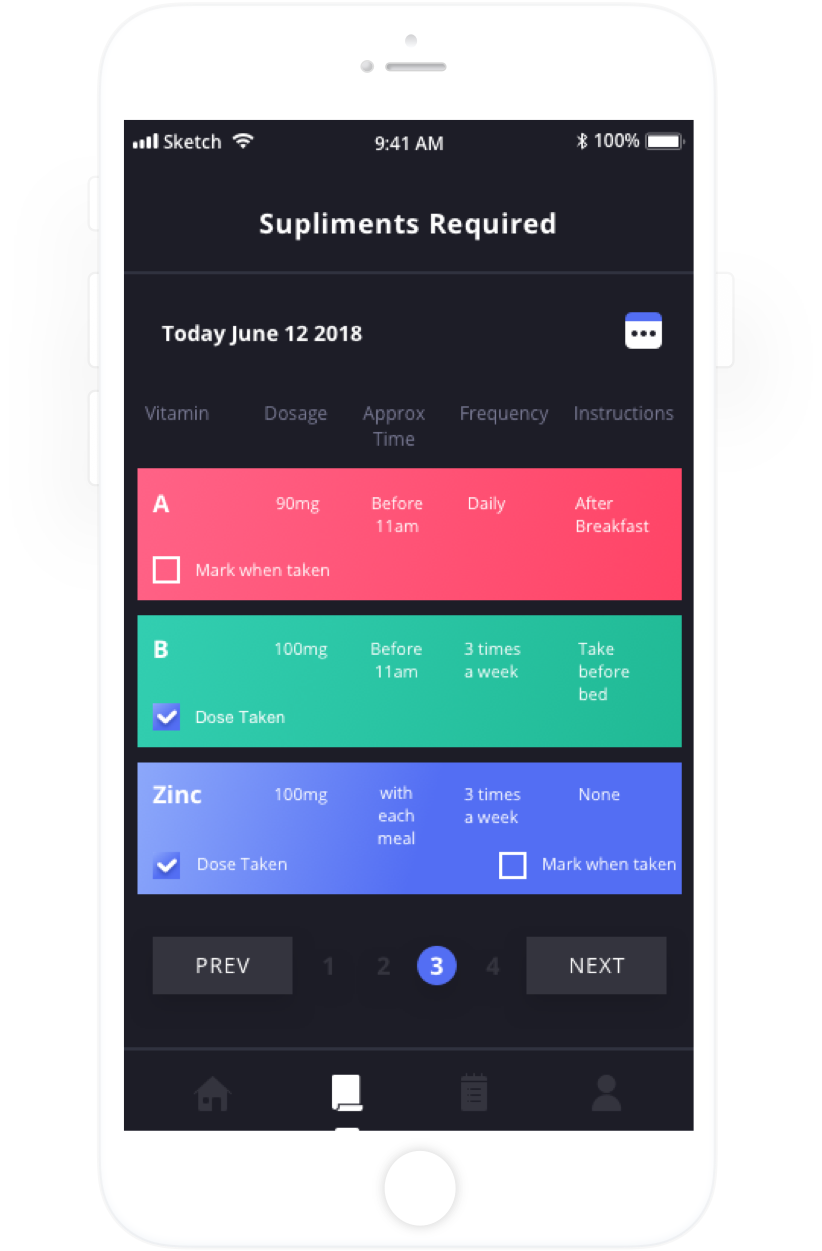 Sketch 9:41 AM 100%
Supliments Required
Today June 12 2018
Vitamin Dosage Approx Frequency Instructions
Time
A 90mg Before Daily After
11am Breakfast
Mark when taken
B 100mg Before 3 times Take
11am a week before
bed
Dose Taken
Zinc 100mg with 3 times None
each a week
meal
Dose Taken Mark when taken
PREV 1 2 3 4 NEXT